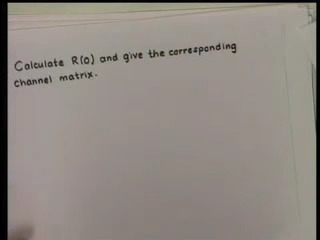 Calculate R(0) and give the corresponding
channel matrix.